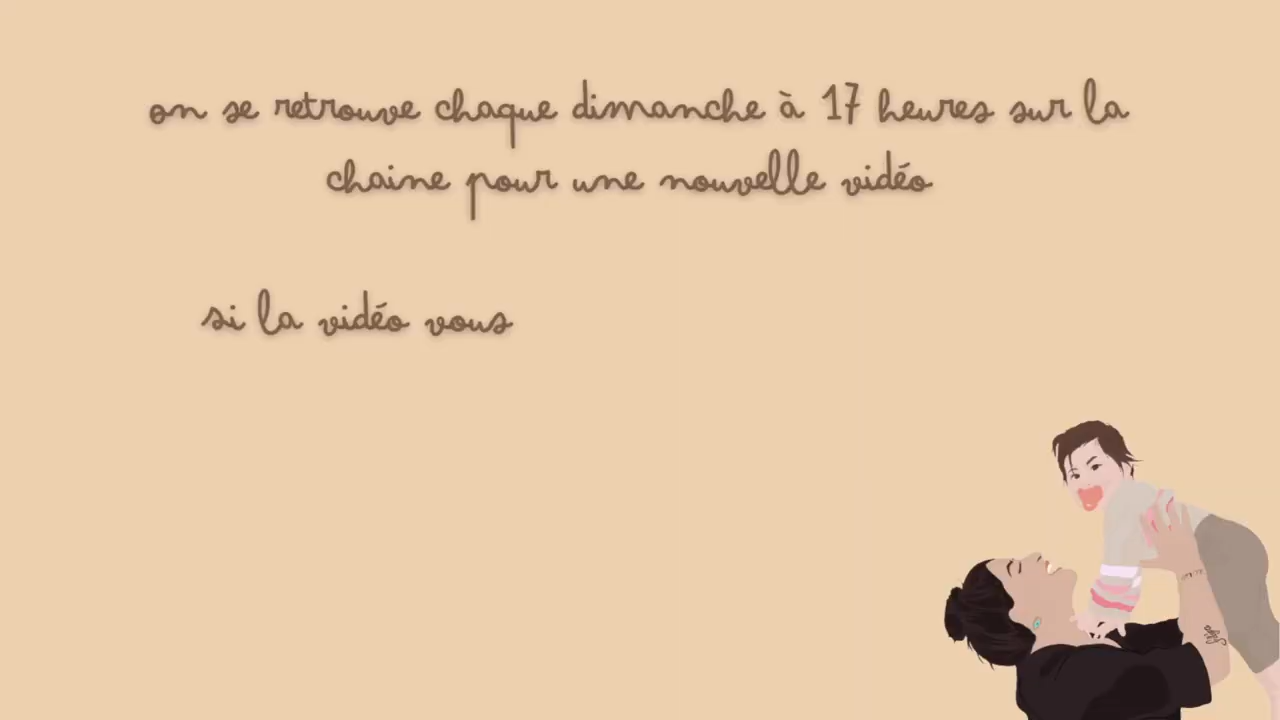 on se retrouve chaque dimanche à 17 heures sur la
chaine pour une nouvelle vidéo
si la vidéo vous